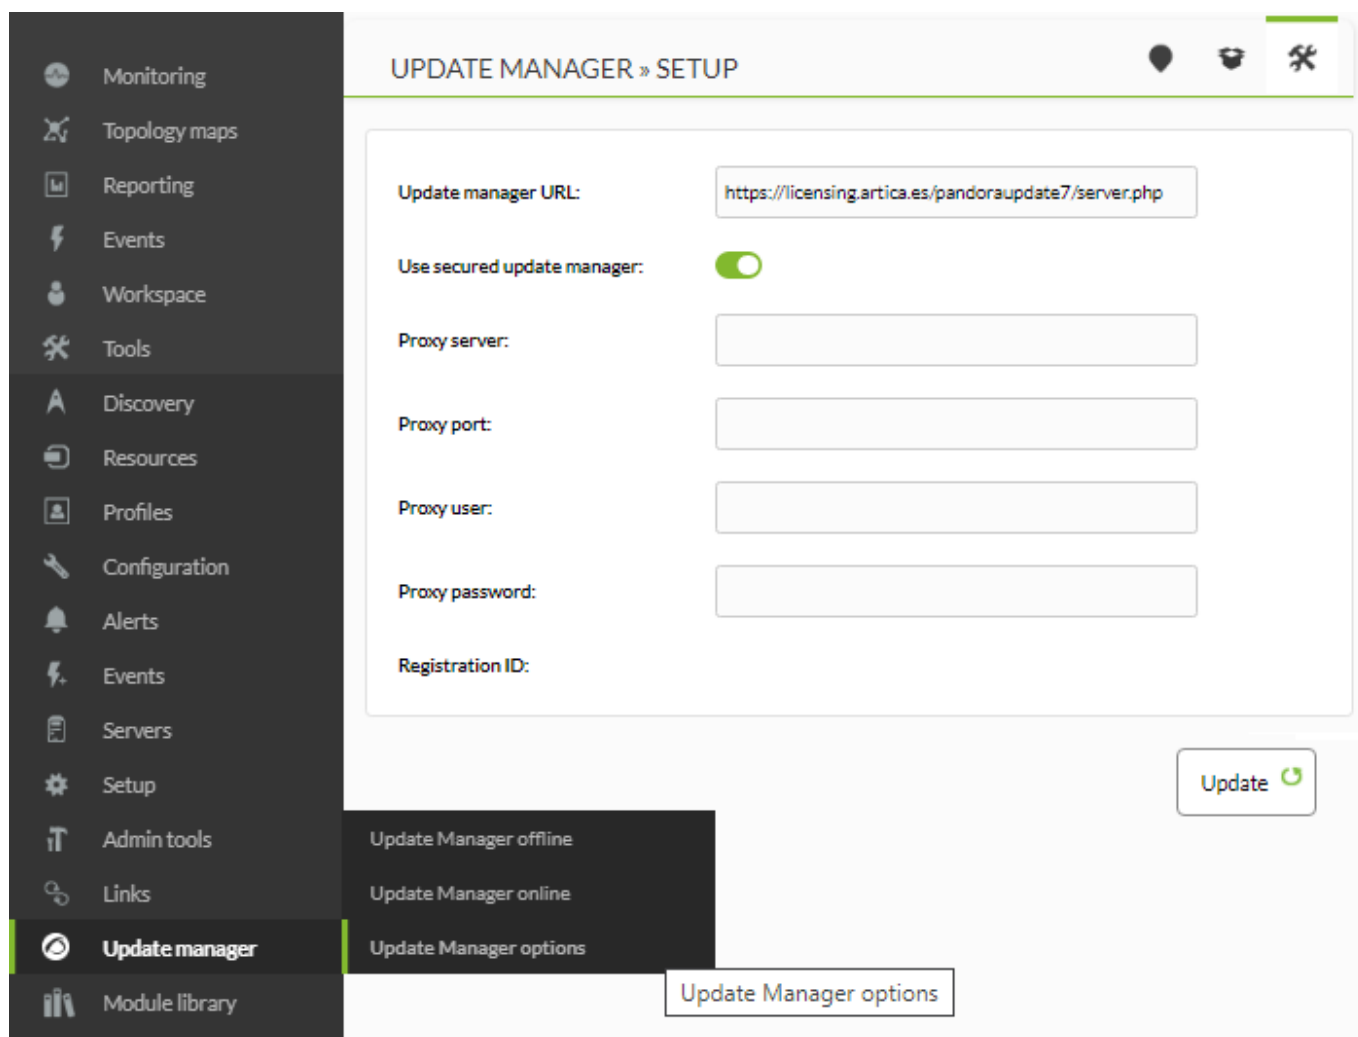 Monitoring
Topology maps
Reporting
Events
Workspace
Tools
Discovery
Resources
Profiles
Configuration
Alerts
Events
Servers
Setup
Admin tools
Links
Update manager
Module library
UPDATE MANAGER » SETUP
Update manager URL:
https://licensing.artica.es/pandoraupdate7/server.php
Use secured update manager:
Proxy server:
Proxy port:
Proxy user:
Proxy password:
Registration ID:
Update
Update Manager offline
Update Manager online
Update Manager options
Update Manager options